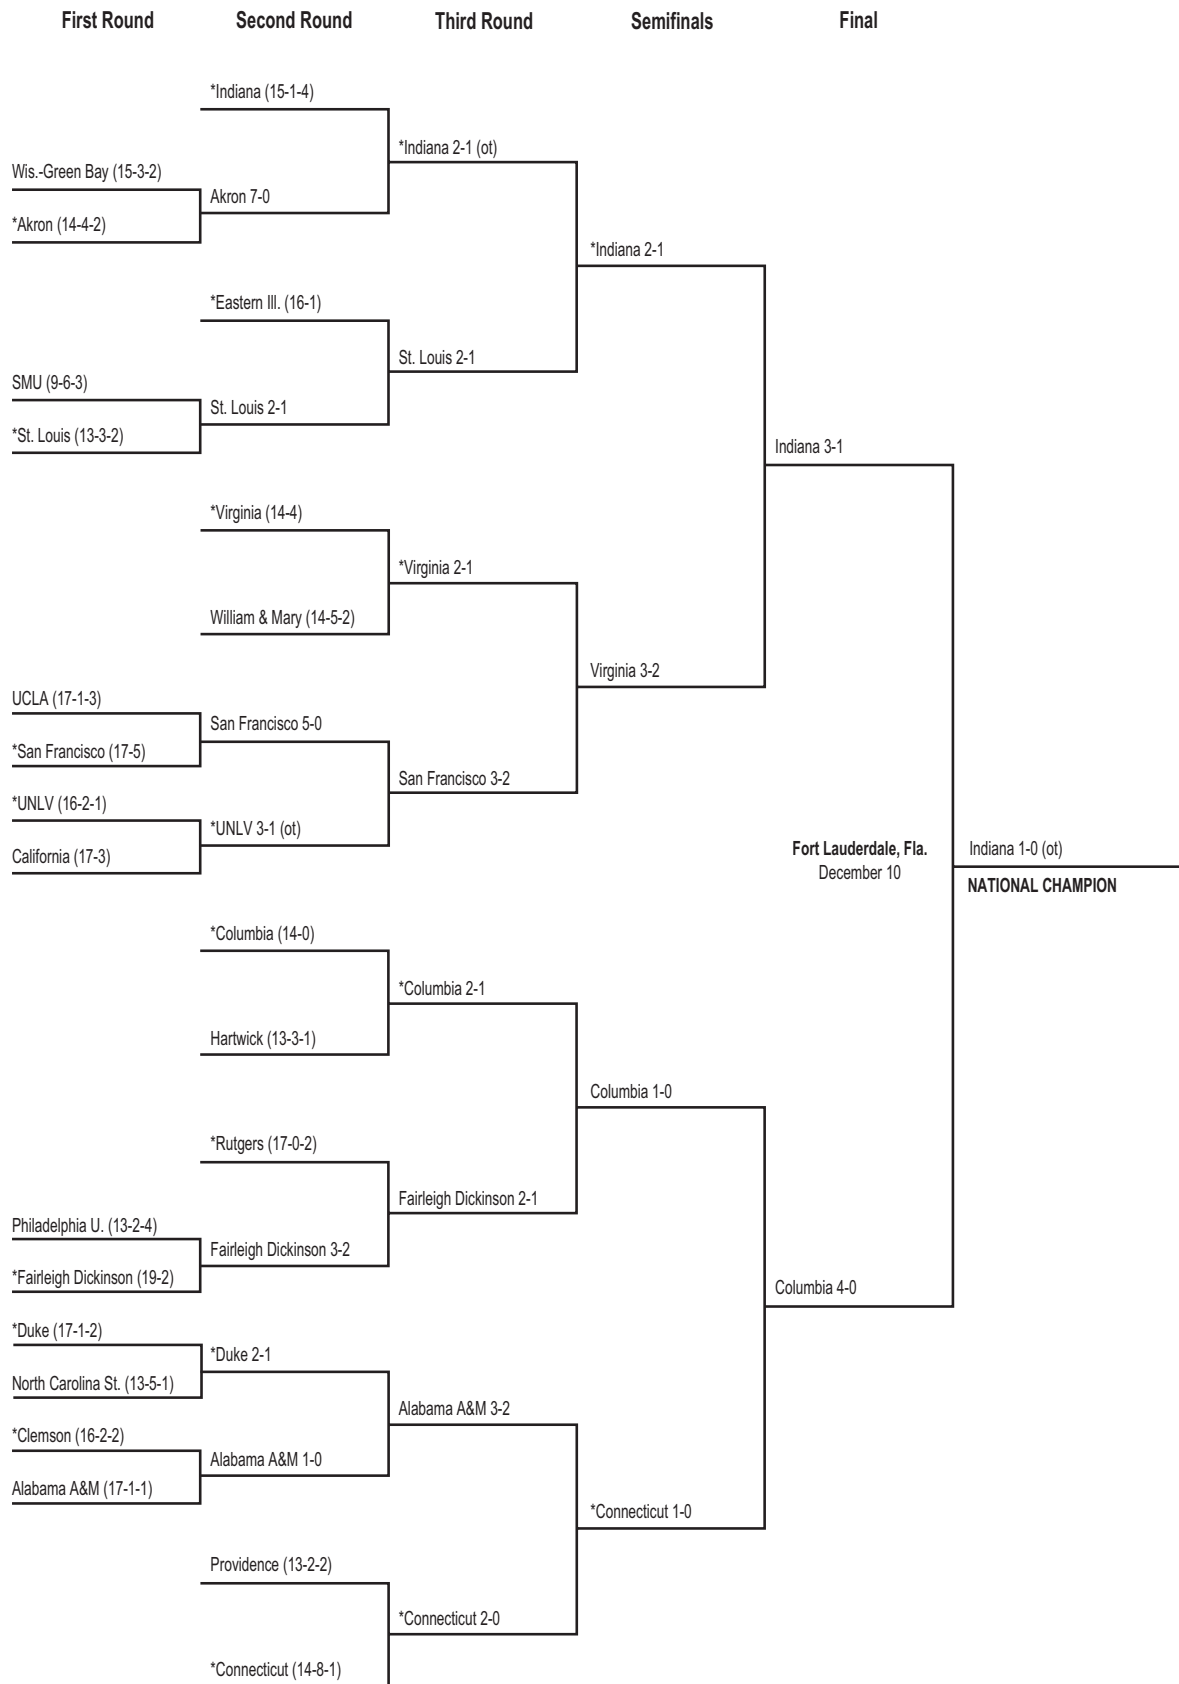 First Round
Second Round
Third Round
Semifinals
Final
*Indiana (15-1-4)
*Indiana 2-1 (ot)
Wis.-Green Bay (15-3-2)
Akron 7-0
*Akron (14-4-2)
*Indiana 2-1
*Eastern Ill. (16-1)
St. Louis 2-1
SMU (9-6-3)
St. Louis 2-1
*St. Louis (13-3-2)
Indiana 3-1
*Virginia (14-4)
*Virginia 2-1
William & Mary (14-5-2)
Virginia 3-2
UCLA (17-1-3)
San Francisco 5-0
*San Francisco (17-5)
San Francisco 3-2
*UNLV (16-2-1)
*UNLV 3-1 (ot)
California (17-3)
Fort Lauderdale, Fla.
December 10
Indiana 1-0 (ot)
NATIONAL CHAMPION
*Columbia (14-0)
*Columbia 2-1
Hartwick (13-3-1)
Columbia 1-0
*Rutgers (17-0-2)
Fairleigh Dickinson 2-1
Philadelphia U. (13-2-4)
Fairleigh Dickinson 3-2
*Fairleigh Dickinson (19-2)
Columbia 4-0
*Duke (17-1-2)
*Duke 2-1
North Carolina St. (13-5-1)
Alabama A&M 3-2
*Clemson (16-2-2)
Alabama A&M 1-0
Alabama A&M (17-1-1)
*Connecticut 1-0
Providence (13-2-2)
*Connecticut 2-0
*Connecticut (14-8-1)